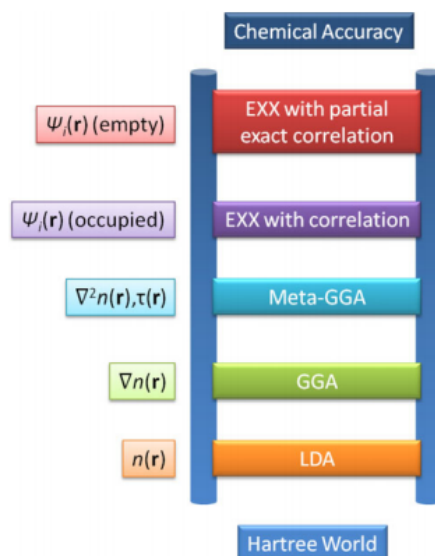 Chemical Accuracy
Ψᵢ(r) (empty)
EXX with partial
exact correlation
Ψᵢ(r) (occupied)
EXX with correlation
∇²n(r),τ(r)
Meta-GGA
∇n(r)
GGA
n(r)
LDA
Hartree World